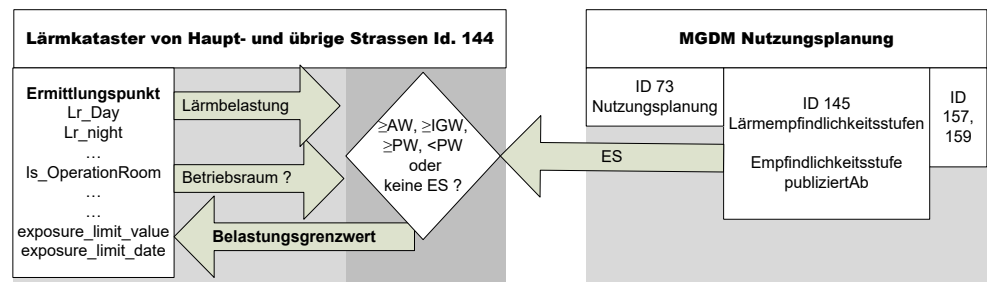 Lärmkataster von Haupt- und übrige Strassen Id. 144
Ermittlungspunkt
Lr_Day
Lr_night
…
Is_OperationRoom
…
…
exposure_limit_value
exposure_limit_date
Lärmbelastung
Betriebsraum ?
Belastungsgrenzwert
≥AW, ≥IGW,
≥PW, <PW
oder
keine ES ?
ES
MGDM Nutzungsplanung
ID 73
Nutzungsplanung
ID 145
Lärmempfindlichkeitsstufen
Empfindlichkeitsstufe
publiziertAb
ID
157,
159